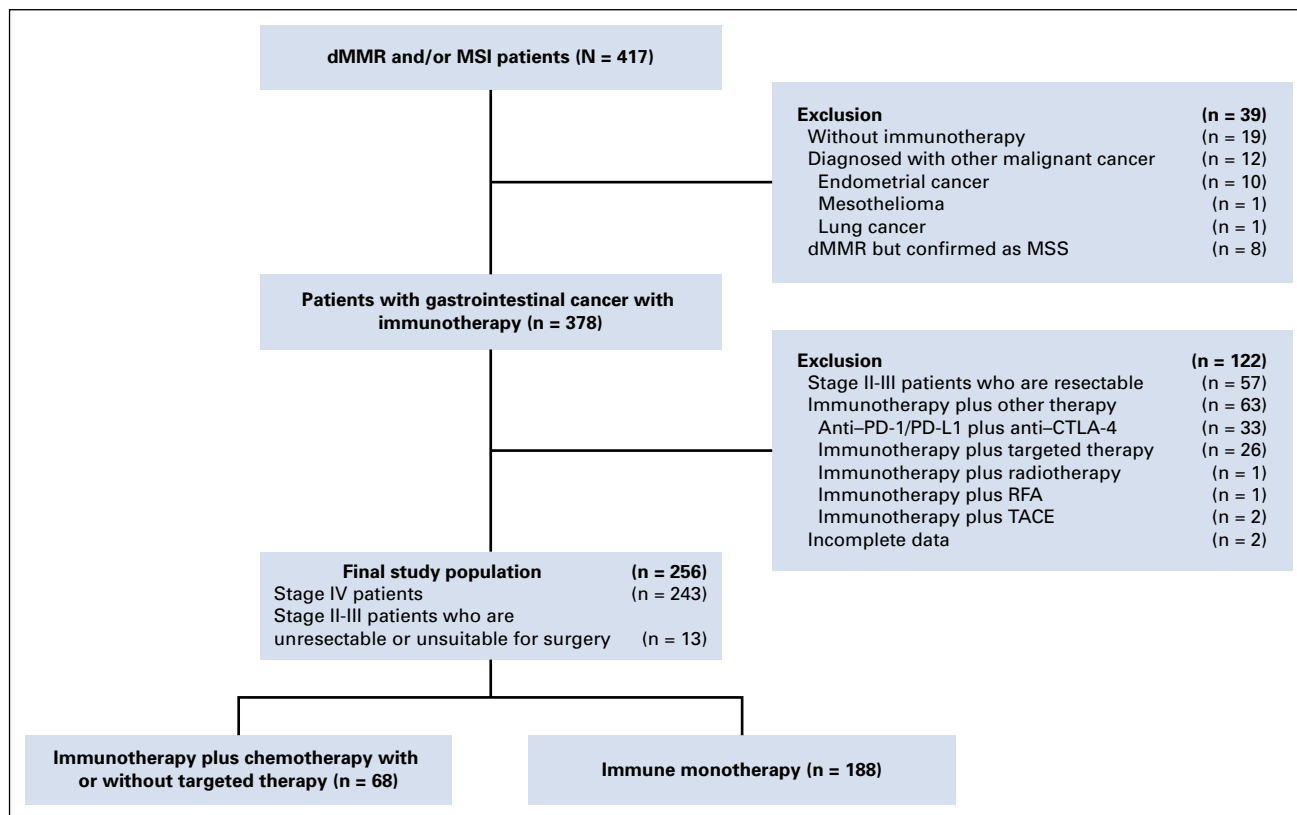 dMMR and/or MSI patients (N = 417)
Exclusion (n = 39)
Without immunotherapy (n = 19)
Diagnosed with other malignant cancer (n = 12)
Endometrial cancer (n = 10)
Mesothelioma (n = 1)
Lung cancer (n = 1)
dMMR but confirmed as MSS (n = 8)
Patients with gastrointestinal cancer with
immunotherapy (n = 378)
Exclusion (n = 122)
Stage II-III patients who are resectable (n = 57)
Immunotherapy plus other therapy (n = 63)
Anti–PD-1/PD-L1 plus anti–CTLA-4 (n = 33)
Immunotherapy plus targeted therapy (n = 26)
Immunotherapy plus radiotherapy (n = 1)
Immunotherapy plus RFA (n = 1)
Immunotherapy plus TACE (n = 2)
Incomplete data (n = 2)
Final study population (n = 256)
Stage IV patients (n = 243)
Stage II-III patients who are
unresectable or unsuitable for surgery (n = 13)
Immunotherapy plus chemotherapy with
or without targeted therapy (n = 68)
Immune monotherapy (n = 188)